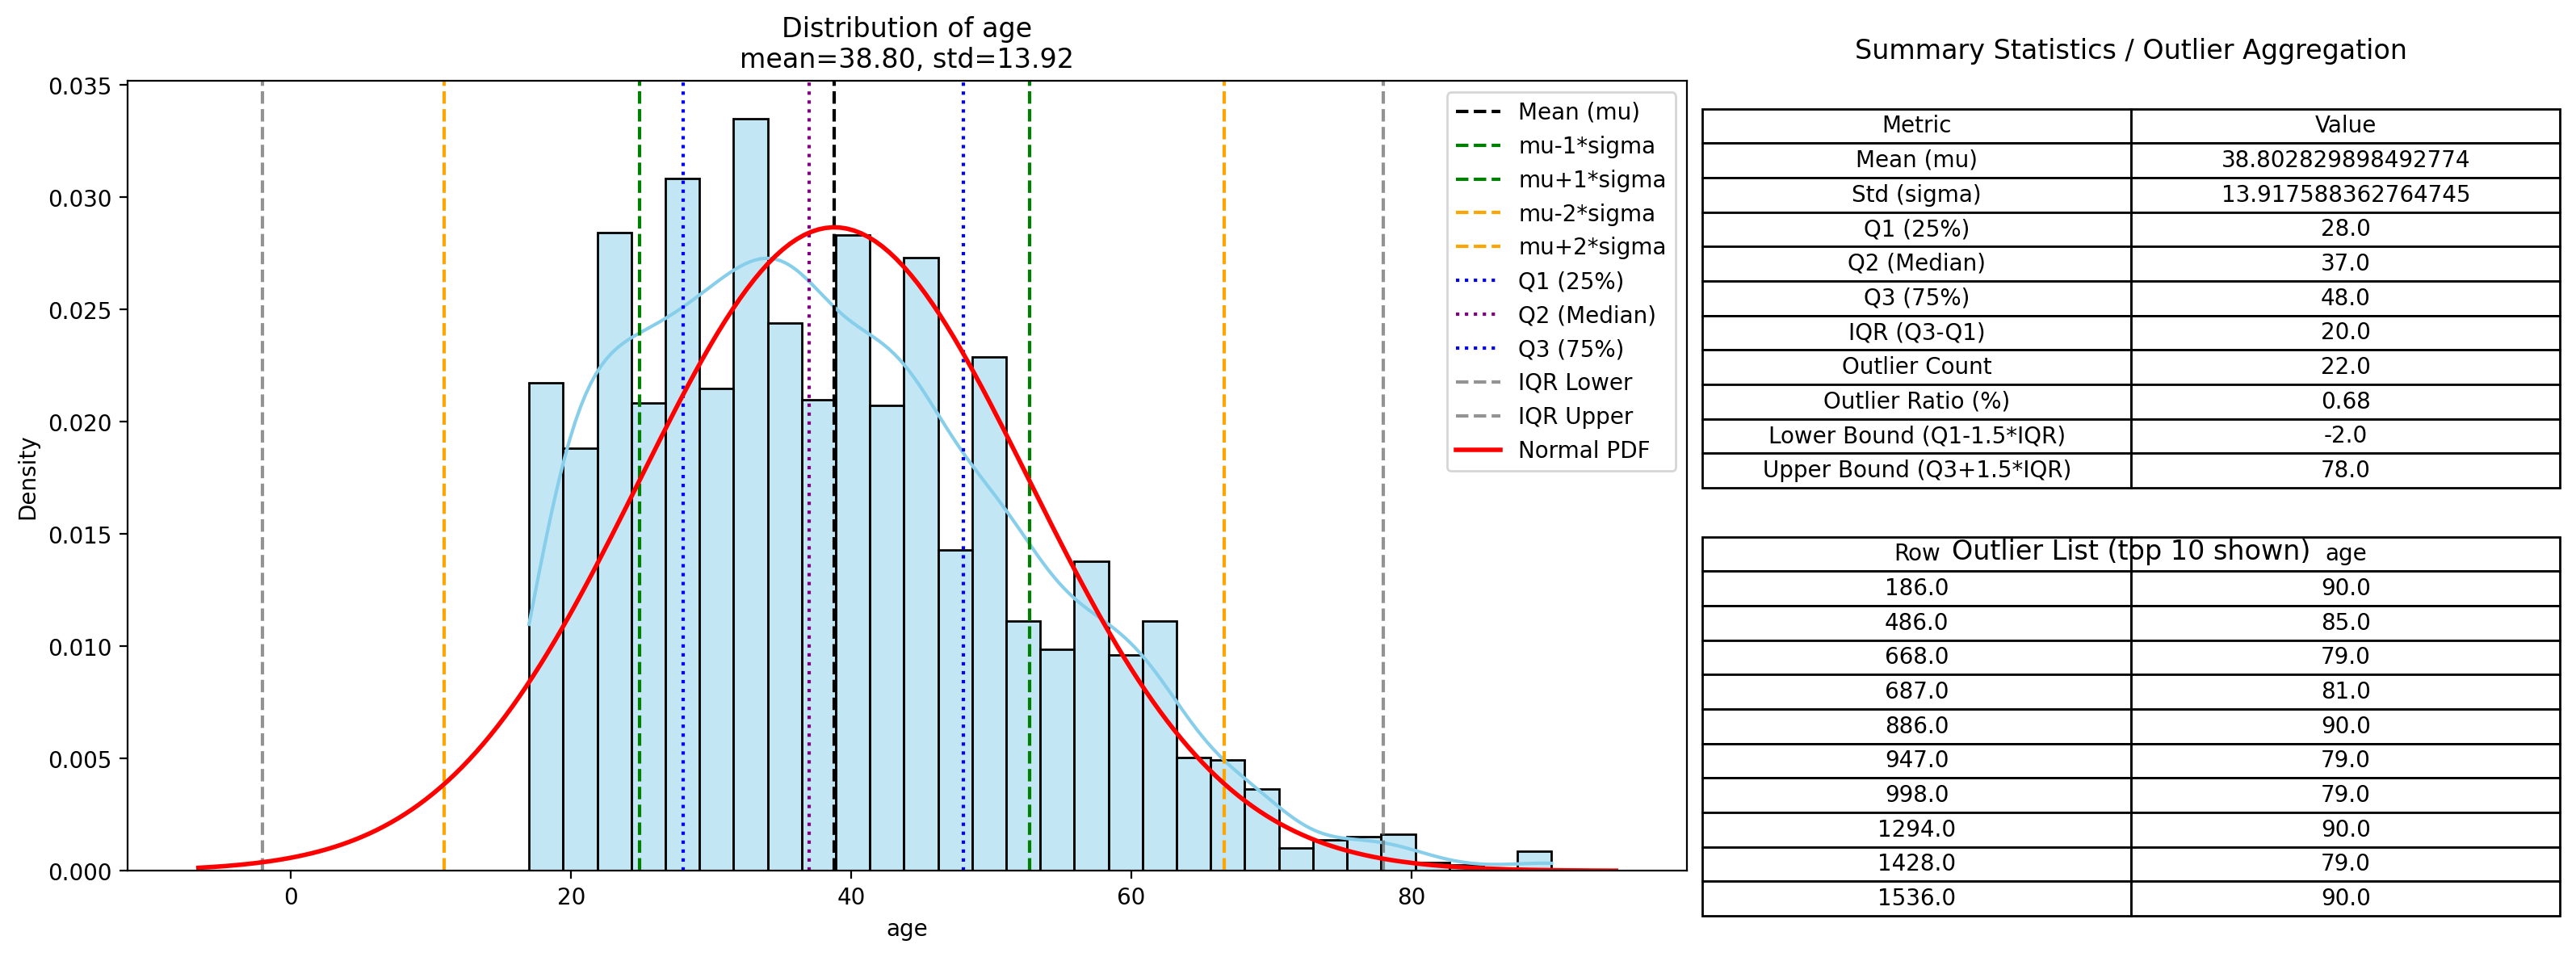 Distribution of age
mean=38.80, std=13.92
0.035
0.030
0.025
0.020
0.015
0.010
0.005
0.000
Density
0
20
40
60
80
age
Mean (mu)
mu-1*sigma
mu+1*sigma
mu-2*sigma
mu+2*sigma
Q1 (25%)
Q2 (Median)
Q3 (75%)
IQR Lower
IQR Upper
Normal PDF
Summary Statistics / Outlier Aggregation
Metric Value
Mean (mu) 38.802829898492774
Std (sigma) 13.917588362764745
Q1 (25%) 28.0
Q2 (Median) 37.0
Q3 (75%) 48.0
IQR (Q3-Q1) 20.0
Outlier Count 22.0
Outlier Ratio (%) 0.68
Lower Bound (Q1-1.5*IQR) -2.0
Upper Bound (Q3+1.5*IQR) 78.0
Outlier List (top 10 shown)
Row age
186.0 90.0
486.0 85.0
668.0 79.0
687.0 81.0
886.0 90.0
947.0 79.0
998.0 79.0
1294.0 90.0
1428.0 79.0
1536.0 90.0